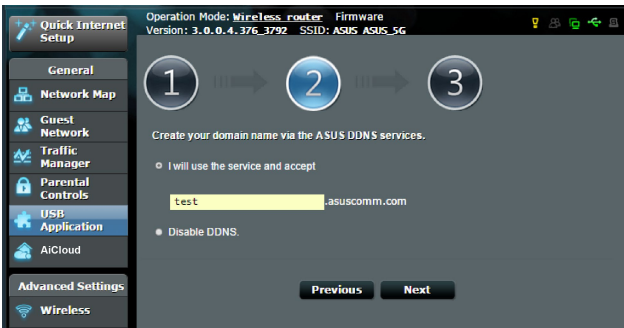 Quick Internet
Setup
Operation Mode: Wireless router Firmware
Version: 3.0.0.4.376_3792 SSID: ASUS ASUS_5G
General
Network Map
Guest
Network
Traffic
Manager
Parental
Controls
USB
Application
AiCloud
Advanced Settings
Wireless
1
2
3
Create your domain name via the ASUS DDNS services.
I will use the service and accept
test .asuscomm.com
Disable DDNS.
Previous Next